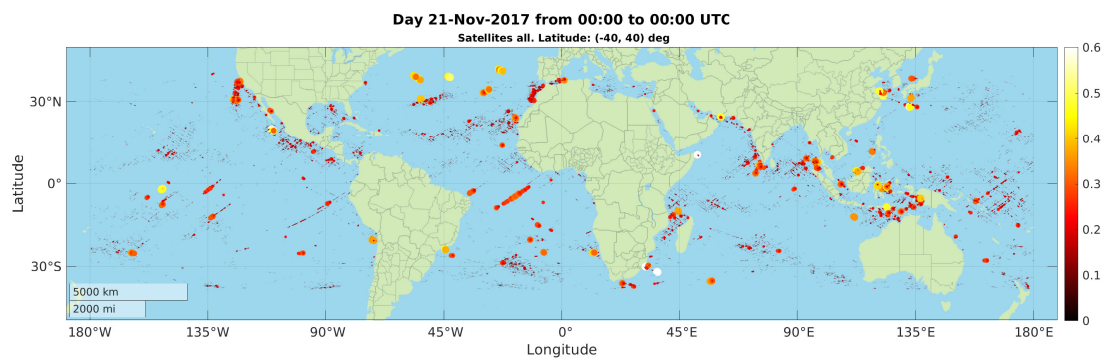 Day 21-Nov-2017 from 00:00 to 00:00 UTC
Satellites all. Latitude: (-40, 40) deg
0.6
0.5
30°N
0.4
Latitude
0°
0.3
0.2
30°S
0.1
5000 km
2000 mi
0
180°W 135°W 90°W 45°W 0° 45°E 90°E 135°E 180°E
Longitude